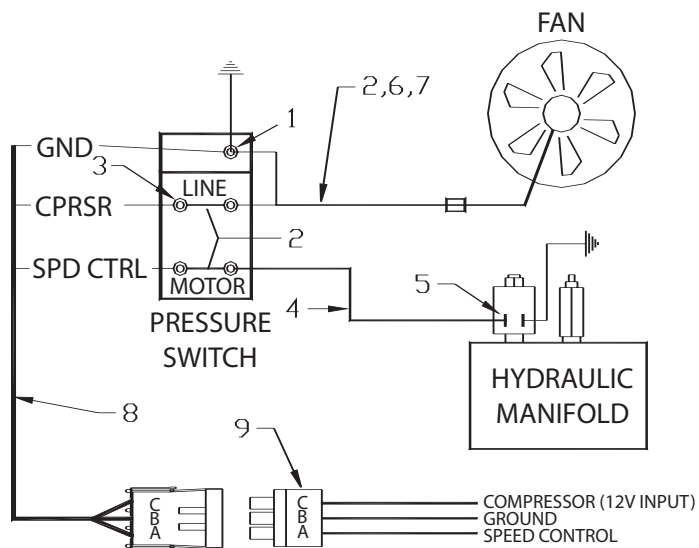 FAN
1
2,6,7
GND
3
LINE
CPRSR
2
SPD CTRL
MOTOR
4
5
PRESSURE
SWITCH
HYDRAULIC
MANIFOLD
8
9
C
B
A
C
B
A
COMPRESSOR (12V INPUT)
GROUND
SPEED CONTROL